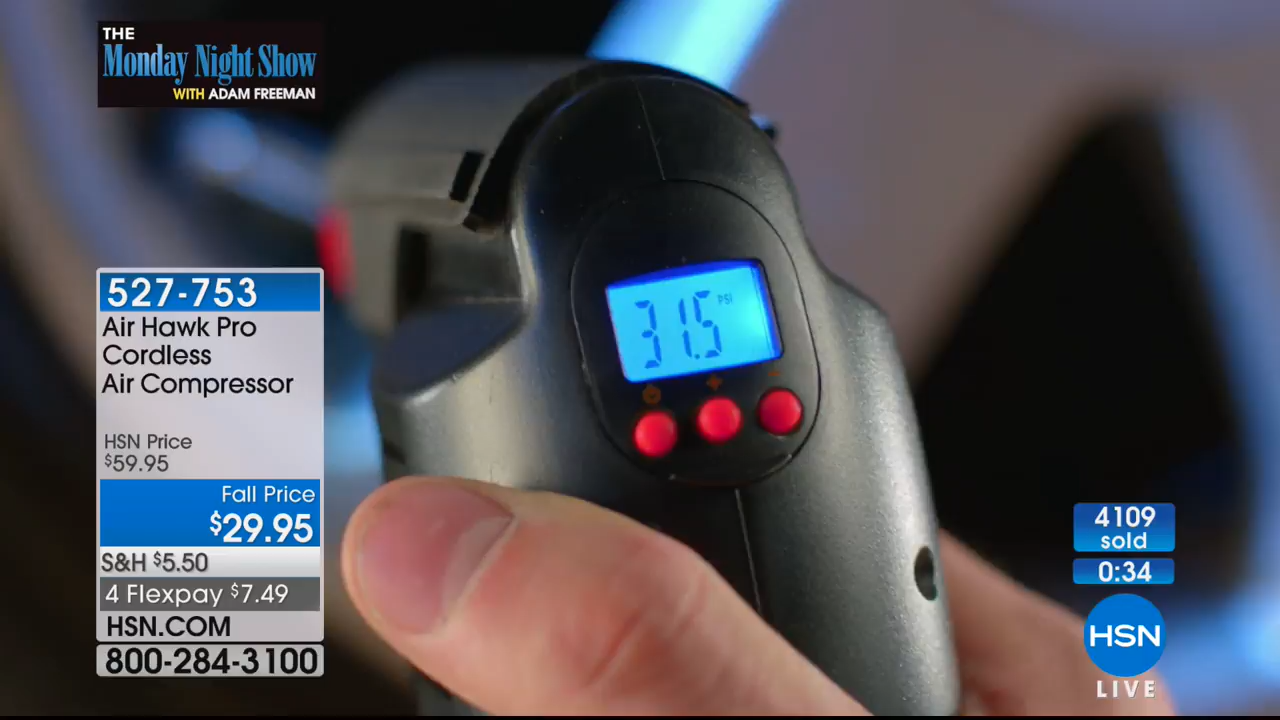 THE
Monday Night Show
WITH ADAM FREEMAN
527-753
Air Hawk Pro
Cordless
Air Compressor
HSN Price
$59.95
Fall Price
$29.95
S&H $5.50
4 Flexpay $7.49
HSN.COM
800-284-3100
31.5 PSI
+ -
4109
sold
0:34
HSN
LIVE